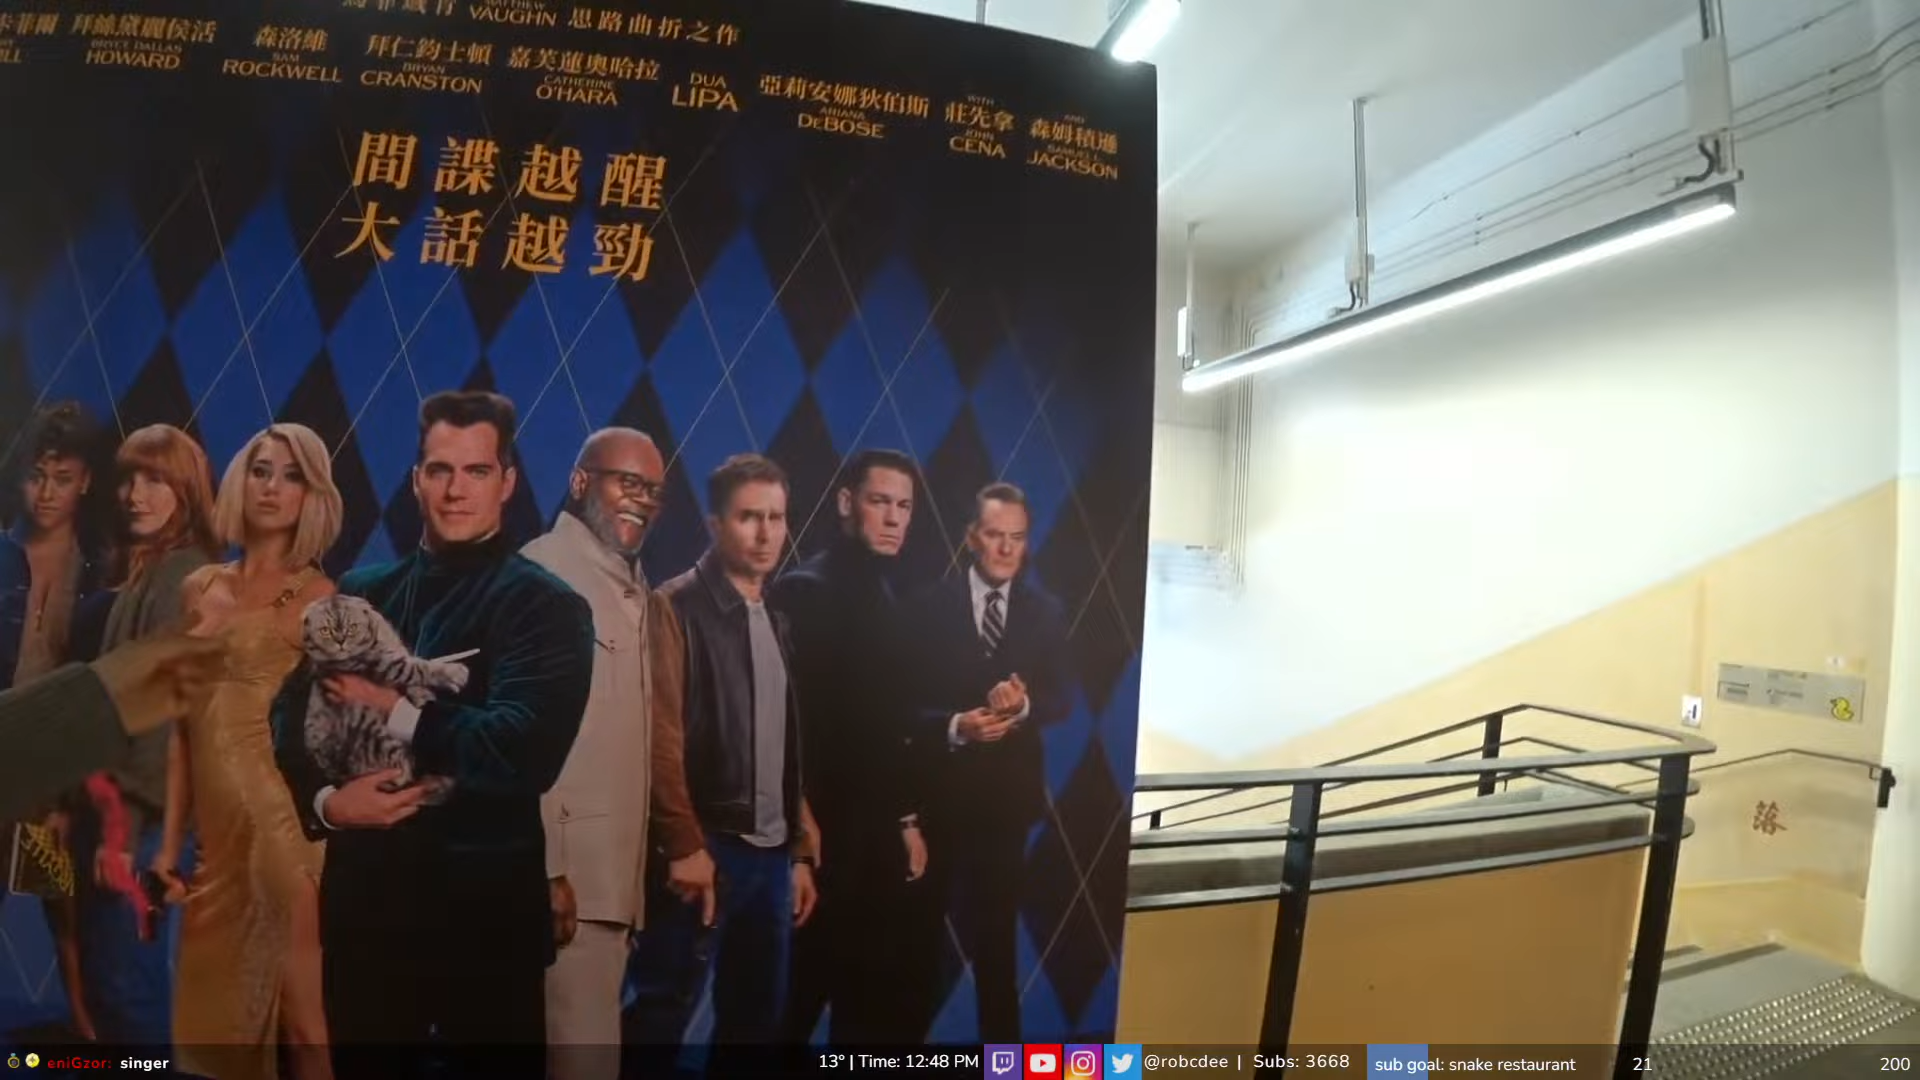 VAUGHN 思路曲折之作
拜絲黛麗侯活
BRYCE DALLAS
HOWARD
森洛維
SAM
ROCKWELL
拜仁鈞士頓
BRYAN
CRANSTON
嘉芙蓮奧哈拉
CATHERINE
O'HARA
DUA
LIPA
亞莉安娜狄伯斯
ARIANA
DeBOSE
WITH
莊先拿
JOHN
CENA
AND
森姆積遜
SAMUEL L.
JACKSON
間諜越醒
大話越勁
落
eniGzor: singer
13° | Time: 12:48 PM
@robcdee | Subs: 3668
sub goal: snake restaurant 21 200